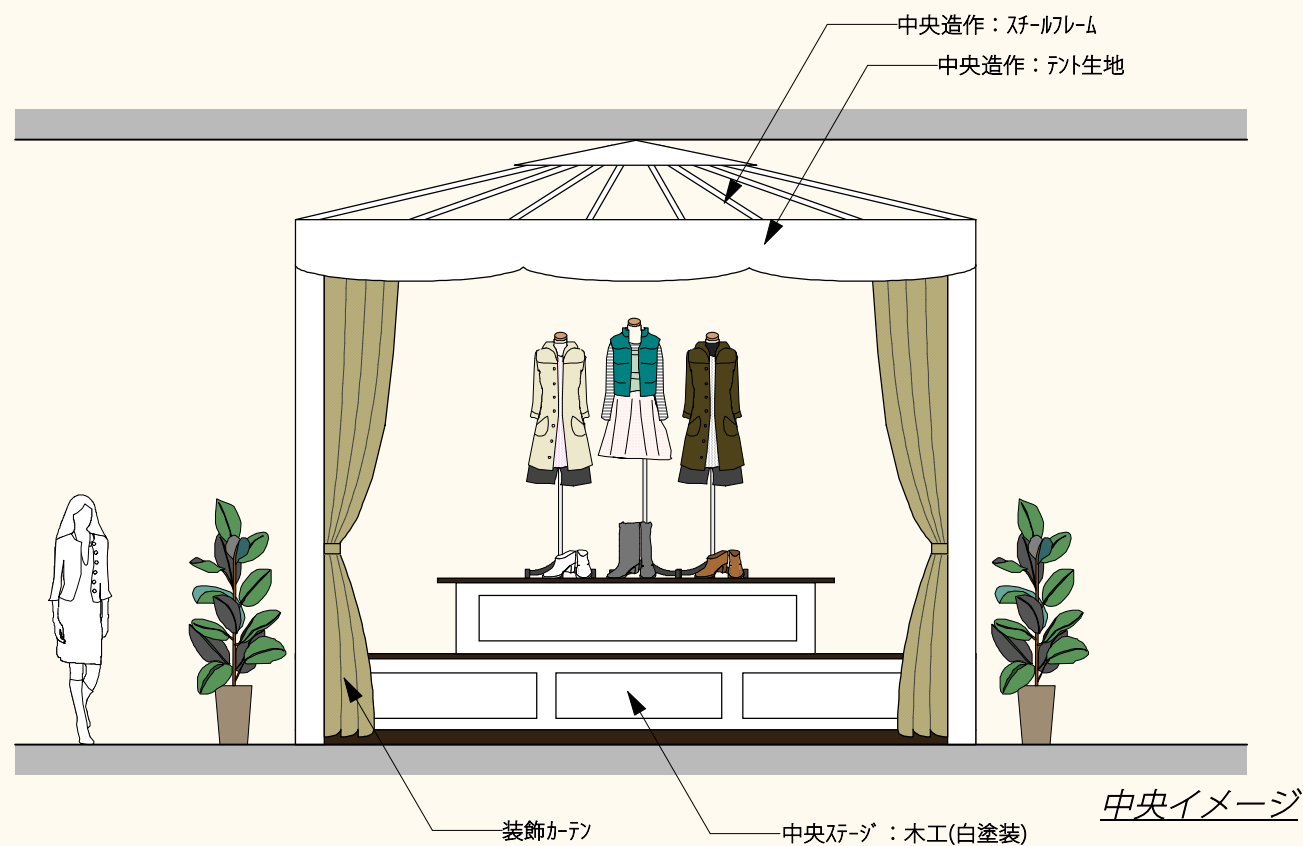 中央造作：ｽﾁｰﾙﾌﾚｰﾑ
中央造作：ﾃﾝﾄ生地
中央イメージ
装飾ｶｰﾃﾝ
中央ｽﾃｰｼﾞ：木工(白塗装)